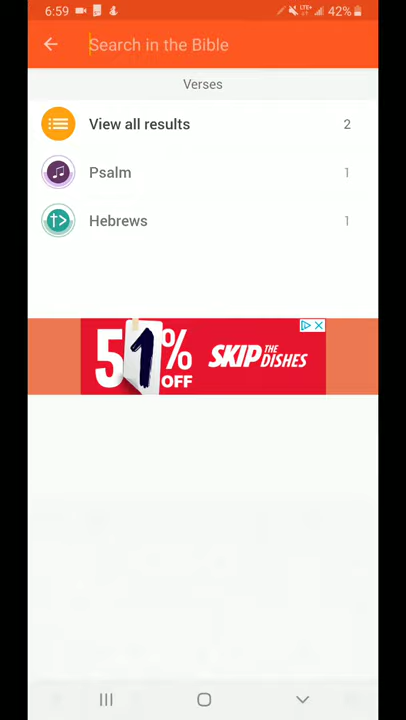 6:59 LTE+ 42%
Search in the Bible
Verses
View all results 2
Psalm 1
Hebrews 1
51% OFF SKIP THE DISHES